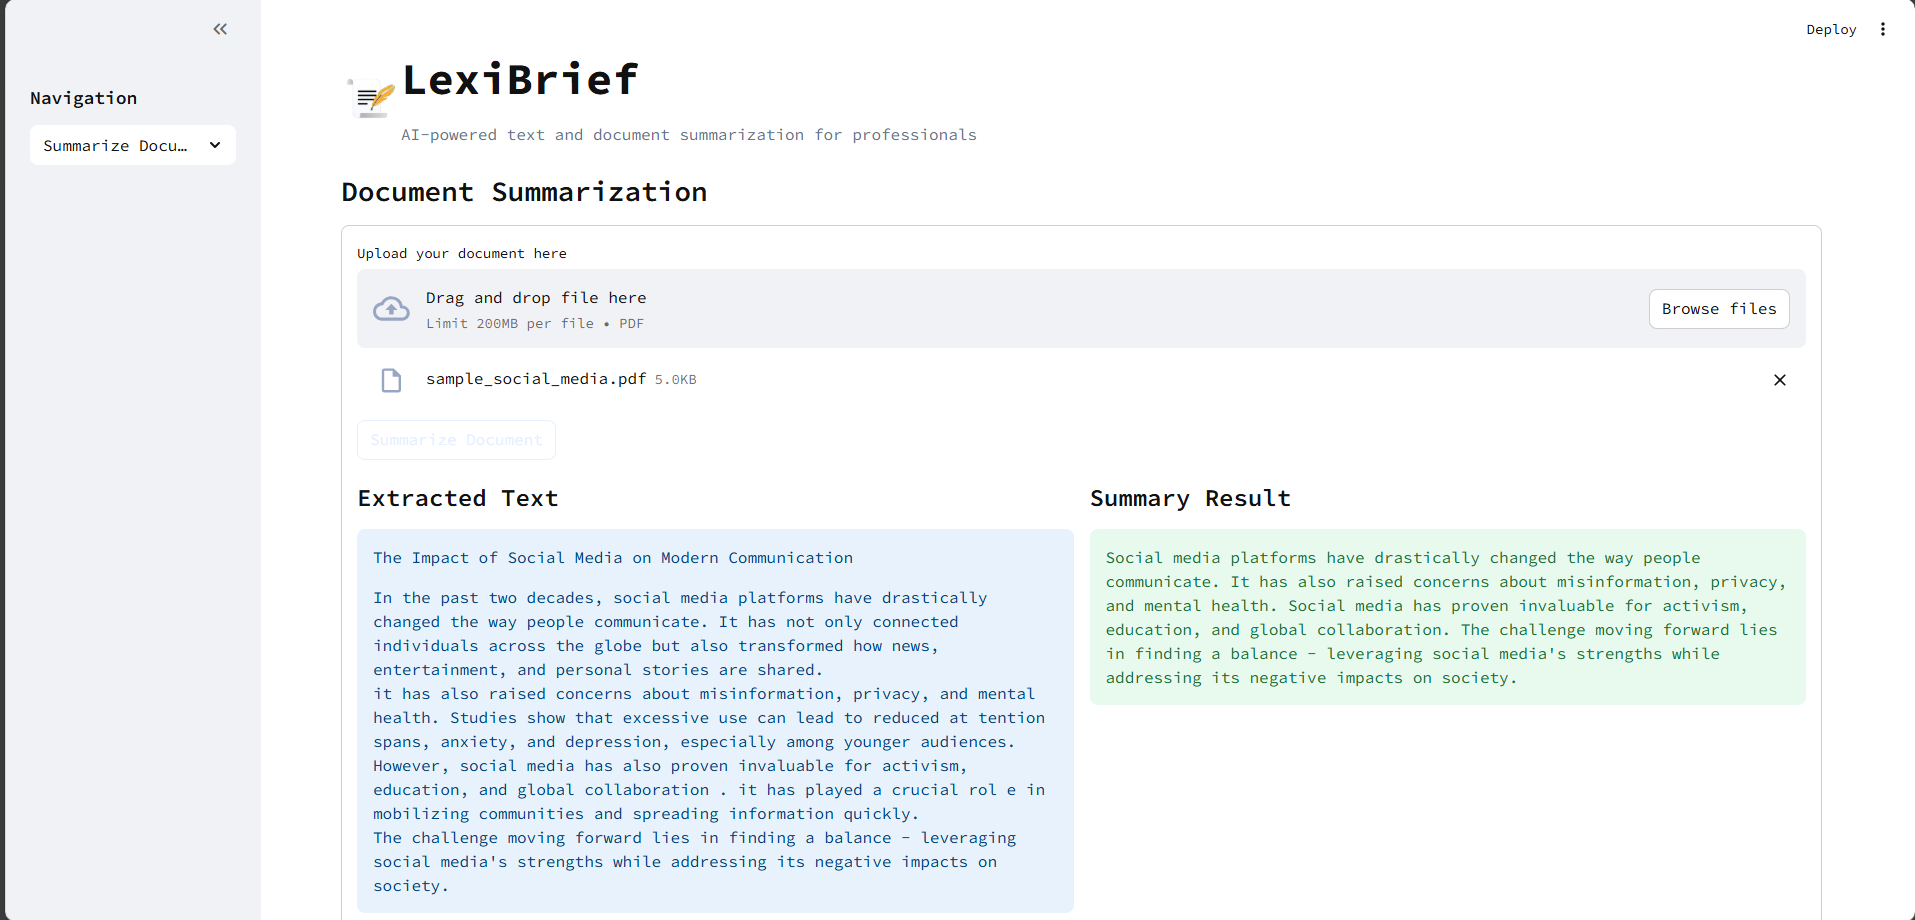 Deploy
Navigation
Summarize Docu…
LexiBrief
AI-powered text and document summarization for professionals
Document Summarization
Upload your document here
Drag and drop file here
Limit 200MB per file • PDF
Browse files
sample_social_media.pdf 5.0KB
Summarize Document
Extracted Text
The Impact of Social Media on Modern Communication
In the past two decades, social media platforms have drastically
changed the way people communicate. It has not only connected
individuals across the globe but also transformed how news,
entertainment, and personal stories are shared.
it has also raised concerns about misinformation, privacy, and mental
health. Studies show that excessive use can lead to reduced at tention
spans, anxiety, and depression, especially among younger audiences.
However, social media has also proven invaluable for activism,
education, and global collaboration . it has played a crucial rol e in
mobilizing communities and spreading information quickly.
The challenge moving forward lies in finding a balance – leveraging
social media's strengths while addressing its negative impacts on
society.
Summary Result
Social media platforms have drastically changed the way people
communicate. It has also raised concerns about misinformation, privacy,
and mental health. Social media has proven invaluable for activism,
education, and global collaboration. The challenge moving forward lies
in finding a balance – leveraging social media's strengths while
addressing its negative impacts on society.